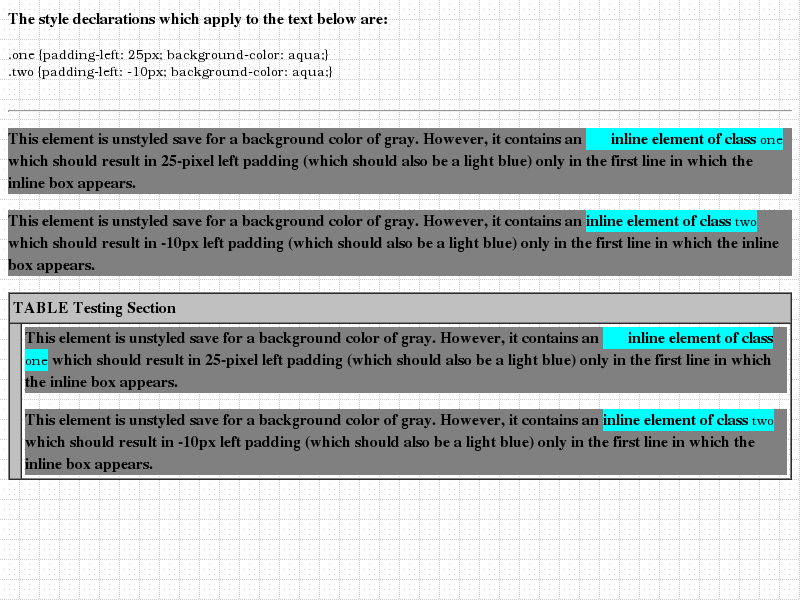 The style declarations which apply to the text below are:
.one {padding-left: 25px; background-color: aqua;}
.two {padding-left: -10px; background-color: aqua;}
This element is unstyled save for a background color of gray. However, it contains an inline element of class one
which should result in 25-pixel left padding (which should also be a light blue) only in the first line in which the
inline box appears.
This element is unstyled save for a background color of gray. However, it contains an inline element of class two
which should result in -10px left padding (which should also be a light blue) only in the first line in which the inline
box appears.
TABLE Testing Section
This element is unstyled save for a background color of gray. However, it contains an inline element of class
one which should result in 25-pixel left padding (which should also be a light blue) only in the first line in which
the inline box appears.
This element is unstyled save for a background color of gray. However, it contains an inline element of class two
which should result in -10px left padding (which should also be a light blue) only in the first line in which the
inline box appears.